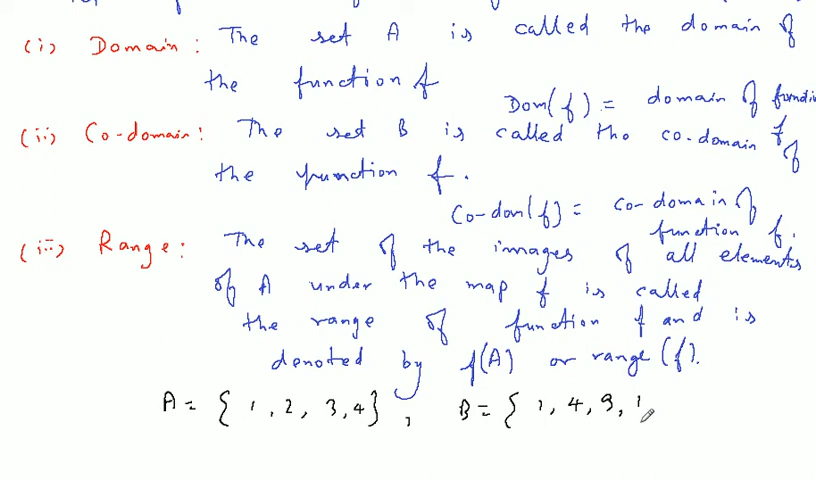 (i) Domain: The set A is called the domain of
the function f
Dom(f) = domain of
(ii) Co-domain: The set B is called the co-domain of
the function f.
Co-dom(f) = co-domain of
function f.
(iii) Range: The set of the images of all elements
of A under the map f is called
the range of function f and is
denoted by f(A) or range (f).
A = { 1, 2, 3, 4 } , B = { 1, 4, 9, 1